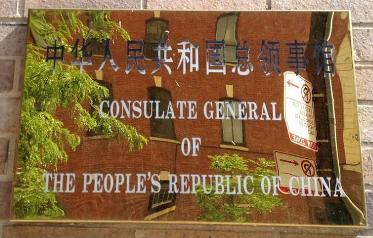 中华人民共和国总领事馆
CONSULATE GENERAL
OF
THE PEOPLE'S REPUBLIC OF CHINA